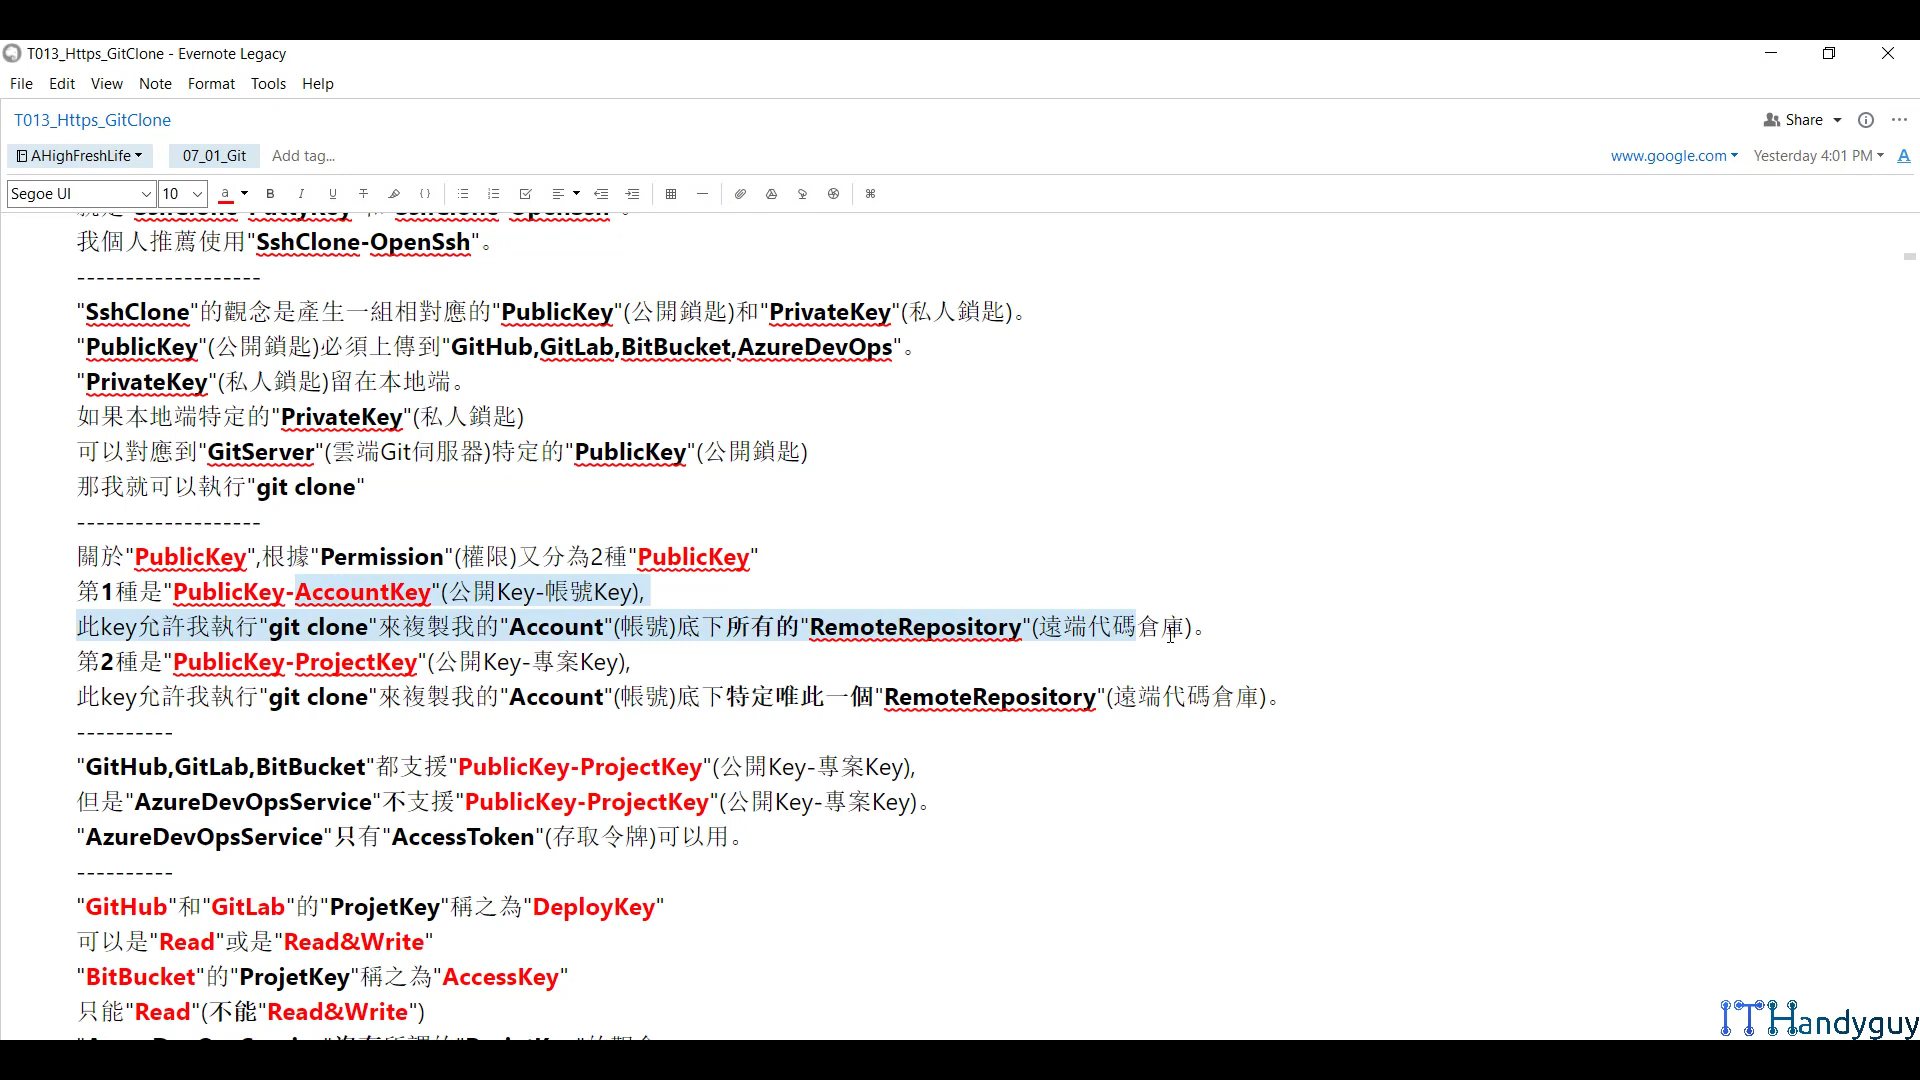 T013_Https_GitClone - Evernote Legacy
File Edit View Note Format Tools Help
T013_Https_GitClone
Share
AHighFreshLife 07_01_Git Add tag...
www.google.com Yesterday 4:01 PM A
Segoe UI 10 a B I U T
我個人推薦使用"SshClone-OpenSsh"。
-------------------
"SshClone"的觀念是產生一組相對應的"PublicKey"(公開鎖匙)和"PrivateKey"(私人鎖匙)。
"PublicKey"(公開鎖匙)必須上傳到"GitHub,GitLab,BitBucket,AzureDevOps"。
"PrivateKey"(私人鎖匙)留在本地端。
如果本地端特定的"PrivateKey"(私人鎖匙)
可以對應到"GitServer"(雲端Git伺服器)特定的"PublicKey"(公開鎖匙)
那我就可以執行"git clone"
-------------------
關於"PublicKey",根據"Permission"(權限)又分為2種"PublicKey"
第1種是"PublicKey-AccountKey"(公開Key-帳號Key),
此key允許我執行"git clone"來複製我的"Account"(帳號)底下所有的"RemoteRepository"(遠端代碼倉庫)。
第2種是"PublicKey-ProjectKey"(公開Key-專案Key),
此key允許我執行"git clone"來複製我的"Account"(帳號)底下特定唯此一個"RemoteRepository"(遠端代碼倉庫)。
----------
"GitHub,GitLab,BitBucket"都支援"PublicKey-ProjectKey"(公開Key-專案Key),
但是"AzureDevOpsService"不支援"PublicKey-ProjectKey"(公開Key-專案Key)。
"AzureDevOpsService"只有"AccessToken"(存取令牌)可以用。
----------
"GitHub"和"GitLab"的"ProjetKey"稱之為"DeployKey"
可以是"Read"或是"Read&Write"
"BitBucket"的"ProjetKey"稱之為"AccessKey"
只能"Read"(不能"Read&Write")
ITHandyguy